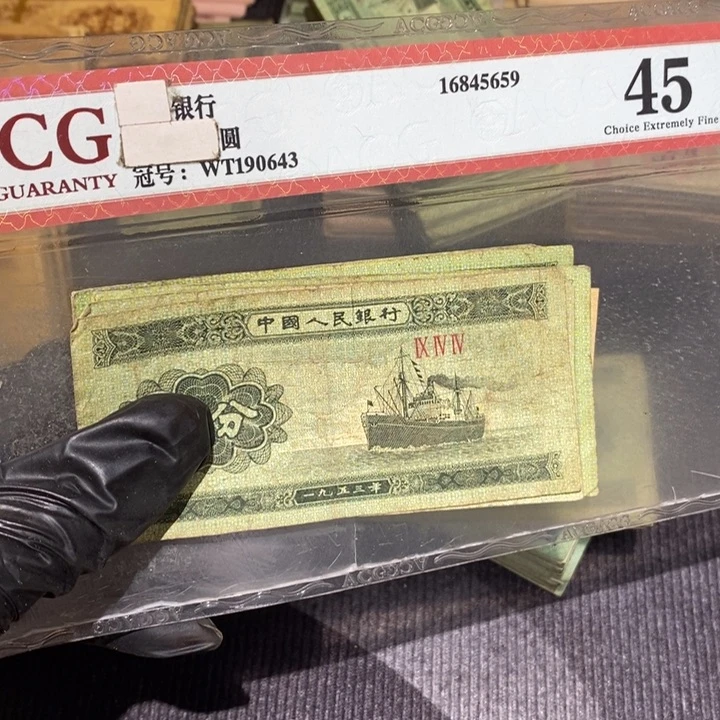 CG
GUARANTY
银行
圆
冠号：WT190643
16845659
45
Choice Extremely Fine
中國人民銀行
IX IV IV
分
一九五三年